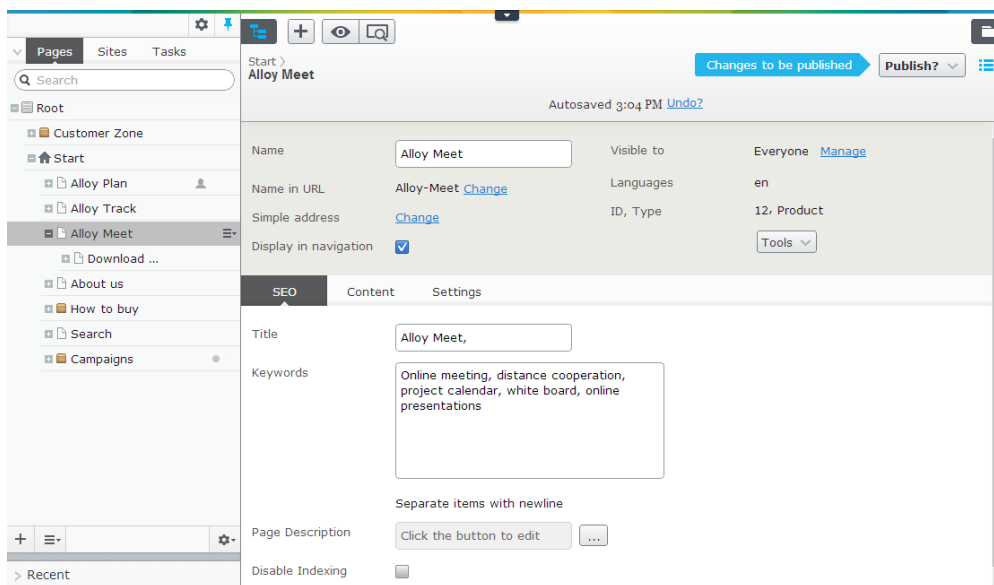 Pages Sites Tasks
Search
Root
Customer Zone
Start
Alloy Plan
Alloy Track
Alloy Meet
Download ...
About us
How to buy
Search
Campaigns
Recent
Start
Alloy Meet
Changes to be published
Publish?
Autosaved 3:04 PM Undo?
Name
Alloy Meet
Visible to
Everyone Manage
Name in URL
Alloy-Meet Change
Languages
en
Simple address
Change
ID, Type
12, Product
Display in navigation
Tools
SEO Content Settings
Title
Alloy Meet,
Keywords
Online meeting, distance cooperation,
project calendar, white board, online
presentations
Separate items with newline
Page Description
Click the button to edit
...
Disable Indexing